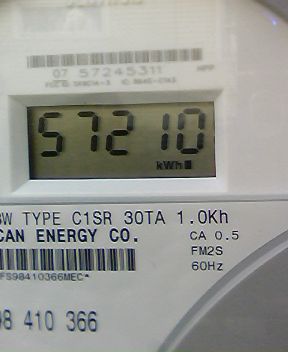 07 57245311
57210
kWh
TYPE C1SR 30TA 1.0Kh
CAN ENERGY CO. CA 0.5
FM2S
FS98410366MEC* 60Hz
98 410 366